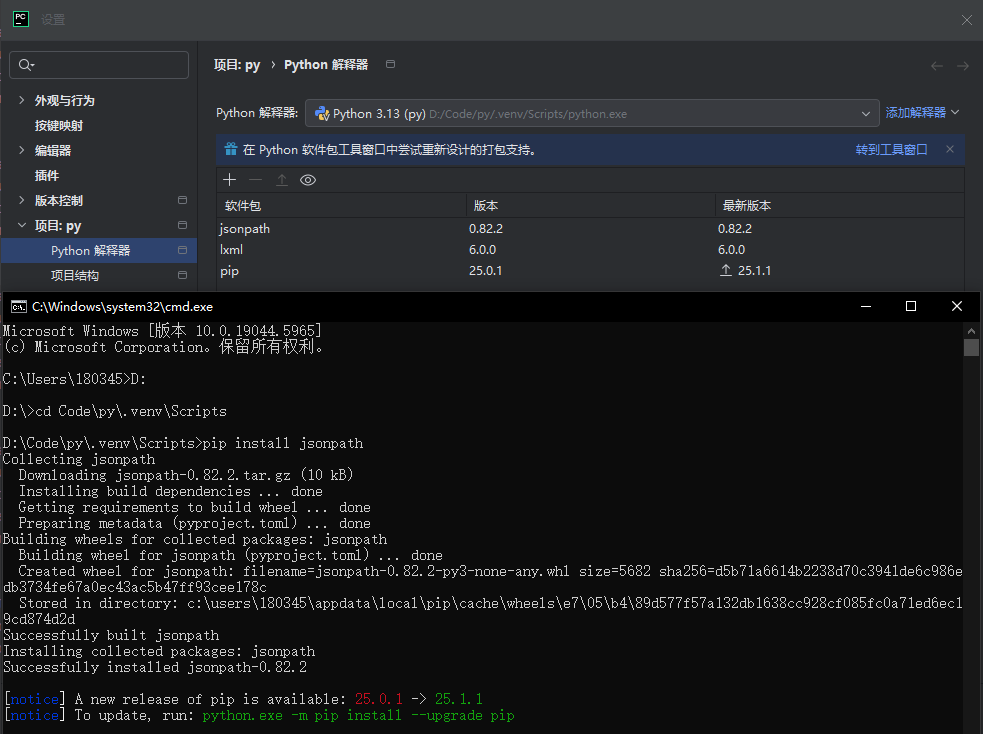 PC 设置
项目: py › Python 解释器
外观与行为
按键映射
编辑器
插件
版本控制
项目: py
Python 解释器
项目结构
Python 解释器: Python 3.13 (py) D:/Code/py/.venv/Scripts/python.exe 添加解释器
在 Python 软件包工具窗口中尝试重新设计的打包支持。 转到工具窗口
软件包 版本 最新版本
jsonpath 0.82.2 0.82.2
lxml 6.0.0 6.0.0
pip 25.0.1 25.1.1
C:\Windows\system32\cmd.exe
Microsoft Windows [版本 10.0.19044.5965]
(c) Microsoft Corporation。保留所有权利。
C:\Users\180345>D:
D:\>cd Code\py\.venv\Scripts
D:\Code\py\.venv\Scripts>pip install jsonpath
Collecting jsonpath
  Downloading jsonpath-0.82.2.tar.gz (10 kB)
  Installing build dependencies ... done
  Getting requirements to build wheel ... done
  Preparing metadata (pyproject.toml) ... done
Building wheels for collected packages: jsonpath
  Building wheel for jsonpath (pyproject.toml) ... done
  Created wheel for jsonpath: filename=jsonpath-0.82.2-py3-none-any.whl size=5682 sha256=d5b71a6614b2238d70c3941de6c986e
db3734fe67a0ec43ac5b47ff93cee178c
  Stored in directory: c:\users\180345\appdata\local\pip\cache\wheels\e7\05\b4\89d577f57a132db1638cc928cf085fc0a71ed6ec1
9cd874d2d
Successfully built jsonpath
Installing collected packages: jsonpath
Successfully installed jsonpath-0.82.2
[notice] A new release of pip is available: 25.0.1 -> 25.1.1
[notice] To update, run: python.exe -m pip install --upgrade pip